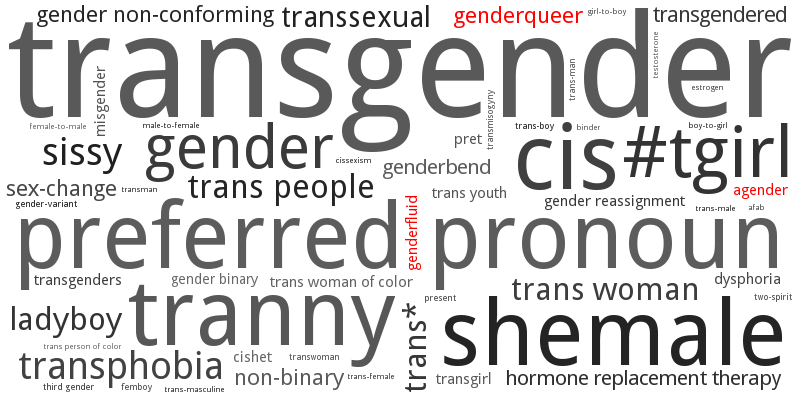 gender non-conforming
transsexual
genderqueer
girl-to-boy
transgendered
transgender
misgender
transmisogyny
trans-man
testosterone
estrogen
female-to-male
male-to-female
trans-boy
binder
boy-to-girl
sissy
gender
cissexism
pret
genderbend
cis
#tgirl
sex-change
transman
trans people
trans youth
agender
gender-variant
gender reassignment
trans-male
afab
preferred
genderfluid
pronoun
transgenders
gender binary
trans woman of color
dysphoria
tranny
present
trans woman
two-spirit
ladyboy
trans*
shemale
trans person of color
transphobia
cishet
transwoman
third gender
femboy
trans-masculine
non-binary
trans-female
transgirl
hormone replacement therapy